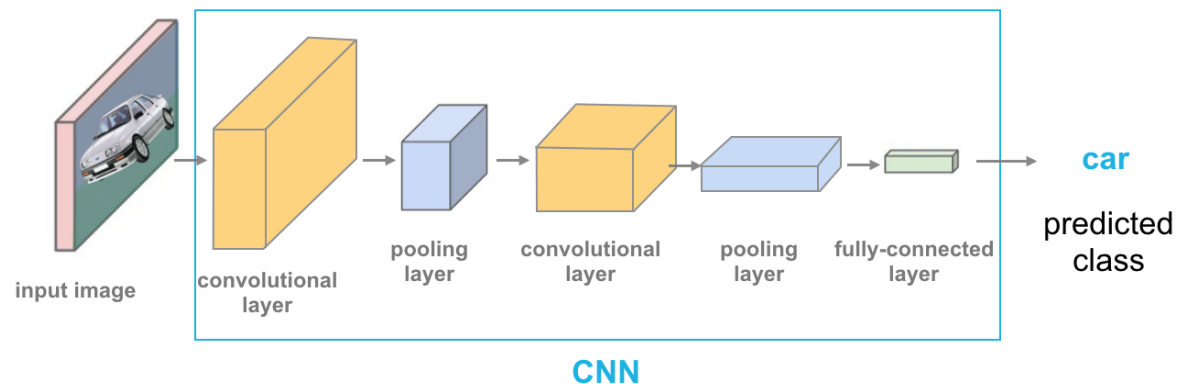 input image
convolutional
layer
pooling
layer
convolutional
layer
pooling
layer
fully-connected
layer
car
predicted
class
CNN